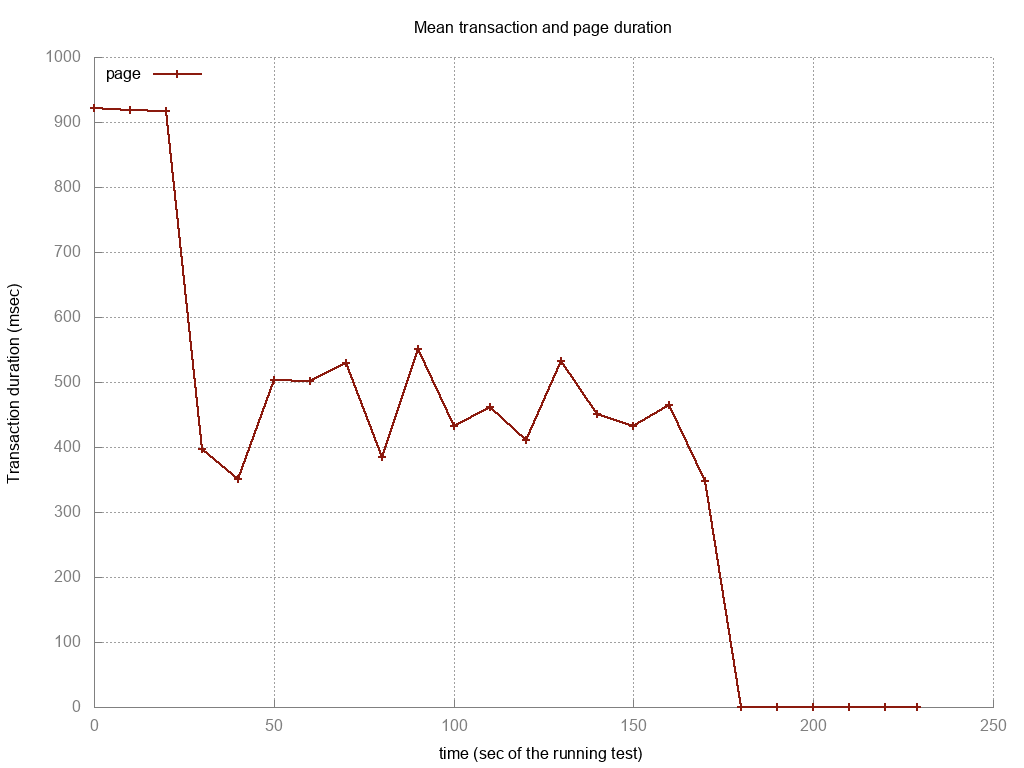 Mean transaction and page duration
1000
page
900
800
700
600
500
400
300
200
100
0
Transaction duration (msec)
0 50 100 150 200 250
time (sec of the running test)